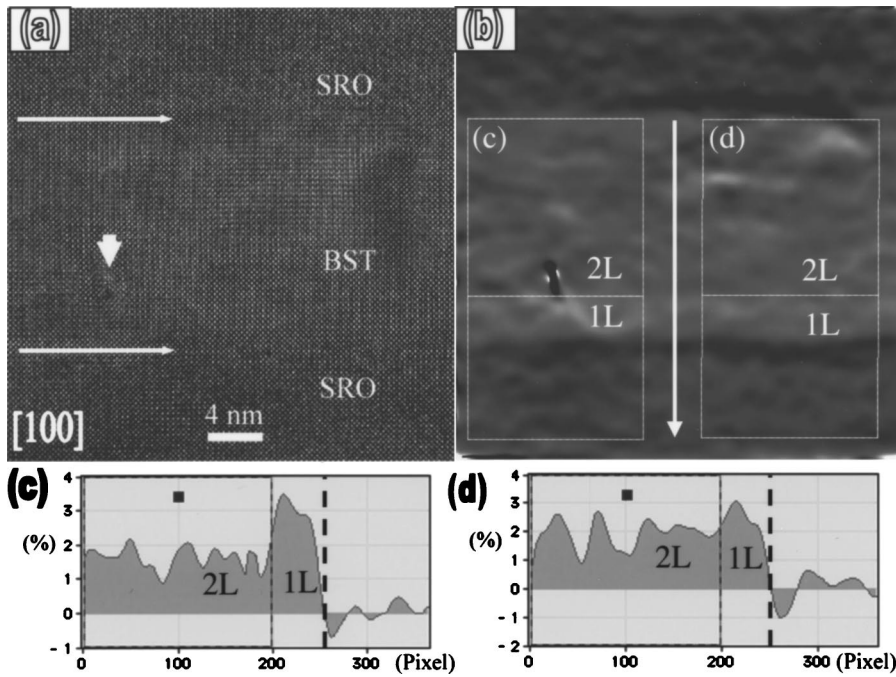 (a)
SRO
BST
SRO
[100]
4 nm
(b)
(c)
(d)
2L
2L
1L
1L
(c)
4
3
(%) 2
1
0
- 1
2L
1L
0 100 200 300 (Pixel)
(d)
4
3
2
(%)
1
0
- 1
- 2
2L
1L
0 100 200 300 (Pixel)